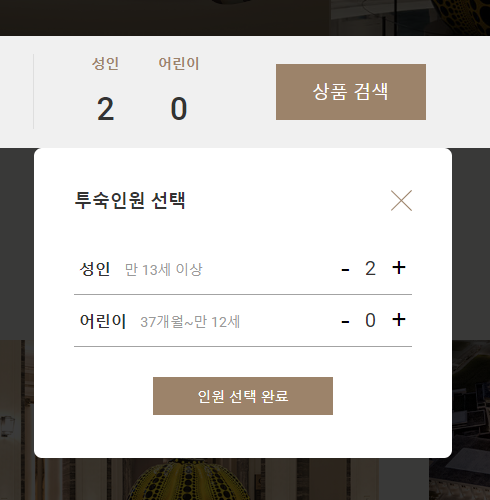 성인 어린이
2 0
상품 검색
투숙인원 선택
성인 만 13세 이상 - 2 +
어린이 37개월~만 12세 - 0 +
인원 선택 완료